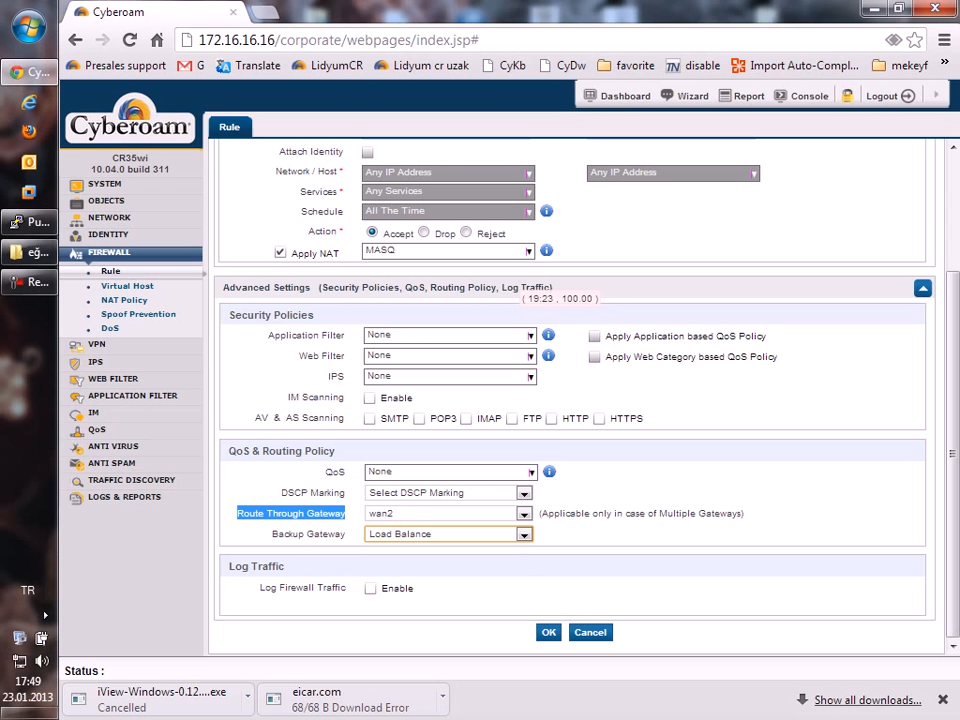 Cyberoam
172.16.16.16/corporate/webpages/index.jsp#
Presales support G Translate LidyumCR Lidyum cr uzak CyKb CyDw favorite TN disable Import Auto-Compl... mekeyf »
Cy...
Pu...
eğ...
Re...
TR
17:49
23.01.2013
Dashboard Wizard Report Console Logout
Cyberoam
Rule
CR35wi
10.04.0 build 311
SYSTEM
OBJECTS
NETWORK
IDENTITY
FIREWALL
Rule
Virtual Host
NAT Policy
Spoof Prevention
DoS
VPN
IPS
WEB FILTER
APPLICATION FILTER
IM
QoS
ANTI VIRUS
ANTI SPAM
TRAFFIC DISCOVERY
LOGS & REPORTS
Attach Identity
Network / Host * Any IP Address Any IP Address
Services * Any Services
Schedule All The Time
Action * Accept Drop Reject
Apply NAT MASQ
Advanced Settings (Security Policies, QoS, Routing Policy, Log Traffic)
( 19:23 , 100.00 )
Security Policies
Application Filter None Apply Application based QoS Policy
Web Filter None Apply Web Category based QoS Policy
IPS None
IM Scanning Enable
AV & AS Scanning SMTP POP3 IMAP FTP HTTP HTTPS
QoS & Routing Policy
QoS None
DSCP Marking Select DSCP Marking
Route Through Gateway wan2 (Applicable only in case of Multiple Gateways)
Backup Gateway Load Balance
Log Traffic
Log Firewall Traffic Enable
OK Cancel
Status :
iView-Windows-0.12....exe
Cancelled
eicar.com
68/68 B Download Error
Show all downloads...